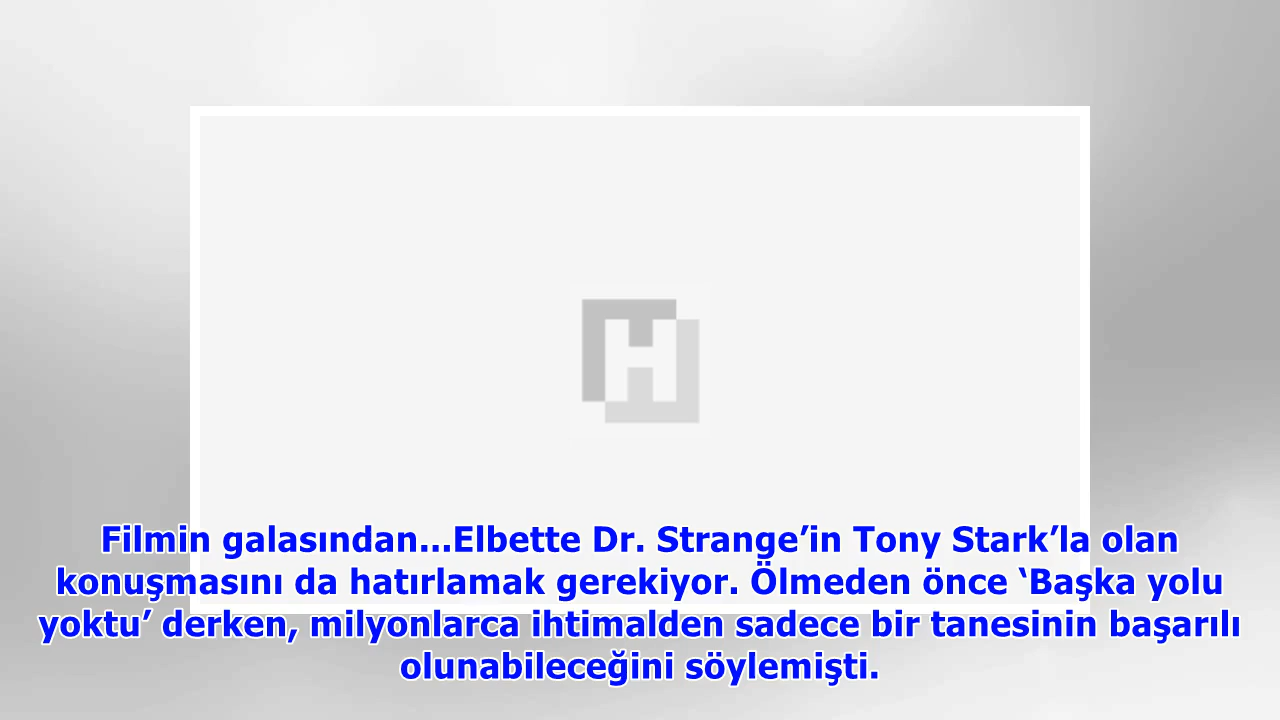 Filmin galasından...Elbette Dr. Strange’in Tony Stark’la olan
konuşmasını da hatırlamak gerekiyor. Ölmeden önce ‘Başka yolu
yoktu’ derken, milyonlarca ihtimalden sadece bir tanesinin başarılı
olunabileceğini söylemişti.